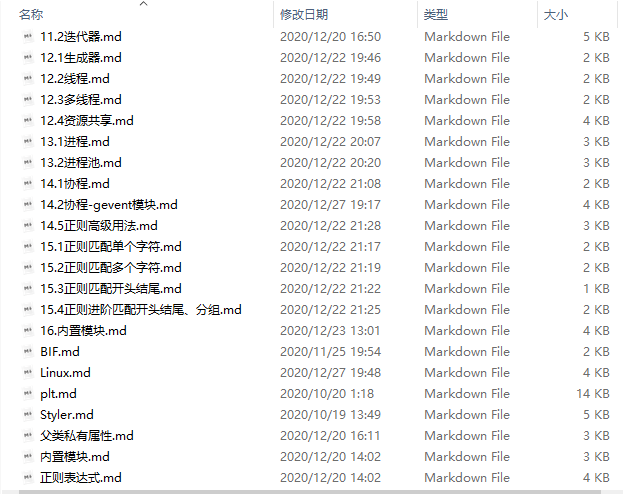 名称 修改日期 类型 大小
11.2迭代器.md 2020/12/20 16:50 Markdown File 5 KB
12.1生成器.md 2020/12/22 19:46 Markdown File 2 KB
12.2线程.md 2020/12/22 19:49 Markdown File 2 KB
12.3多线程.md 2020/12/22 19:53 Markdown File 2 KB
12.4资源共享.md 2020/12/22 19:58 Markdown File 4 KB
13.1进程.md 2020/12/22 20:07 Markdown File 3 KB
13.2进程池.md 2020/12/22 20:20 Markdown File 3 KB
14.1协程.md 2020/12/22 21:08 Markdown File 2 KB
14.2协程-gevent模块.md 2020/12/27 19:17 Markdown File 4 KB
14.5正则高级用法.md 2020/12/22 21:28 Markdown File 3 KB
15.1正则匹配单个字符.md 2020/12/22 21:17 Markdown File 2 KB
15.2正则匹配多个字符.md 2020/12/22 21:19 Markdown File 2 KB
15.3正则匹配开头结尾.md 2020/12/22 21:22 Markdown File 1 KB
15.4正则进阶匹配开头结尾、分组.md 2020/12/22 21:25 Markdown File 2 KB
16.内置模块.md 2020/12/23 13:01 Markdown File 4 KB
BIF.md 2020/11/25 19:54 Markdown File 2 KB
Linux.md 2020/12/27 19:48 Markdown File 4 KB
plt.md 2020/10/20 1:18 Markdown File 14 KB
Styler.md 2020/10/19 13:49 Markdown File 5 KB
父类私有属性.md 2020/12/20 16:11 Markdown File 3 KB
内置模块.md 2020/12/20 14:02 Markdown File 3 KB
正则表达式.md 2020/12/20 14:02 Markdown File 4 KB